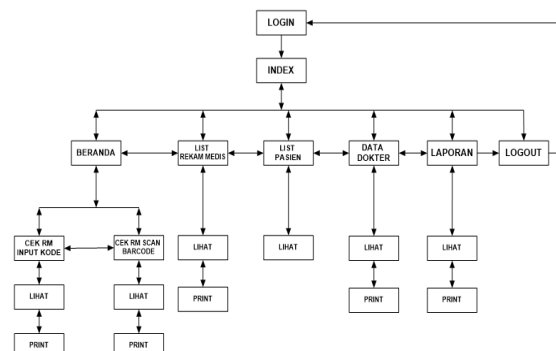 LOGIN
INDEX
BERANDA
LIST
REKAM MEDIS
LIST
PASIEN
DATA
DOKTER
LAPORAN
LOGOUT
CEK RM
INPUT KODE
CEK RM SCAN
BARCODE
LIHAT
LIHAT
LIHAT
LIHAT
LIHAT
LIHAT
PRINT
PRINT
PRINT
PRINT
PRINT